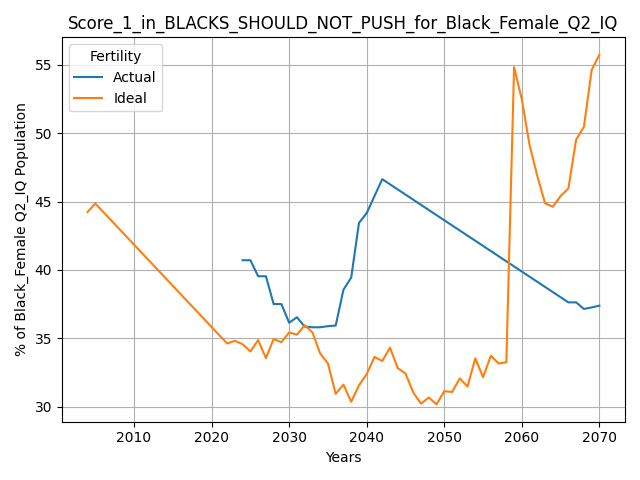 Score_1_in_BLACKS_SHOULD_NOT_PUSH_for_Black_Female_Q2_IQ
Fertility
Actual
Ideal
% of Black_Female Q2_IQ Population
55
50
45
40
35
30
2010
2020
2030
2040
2050
2060
2070
Years